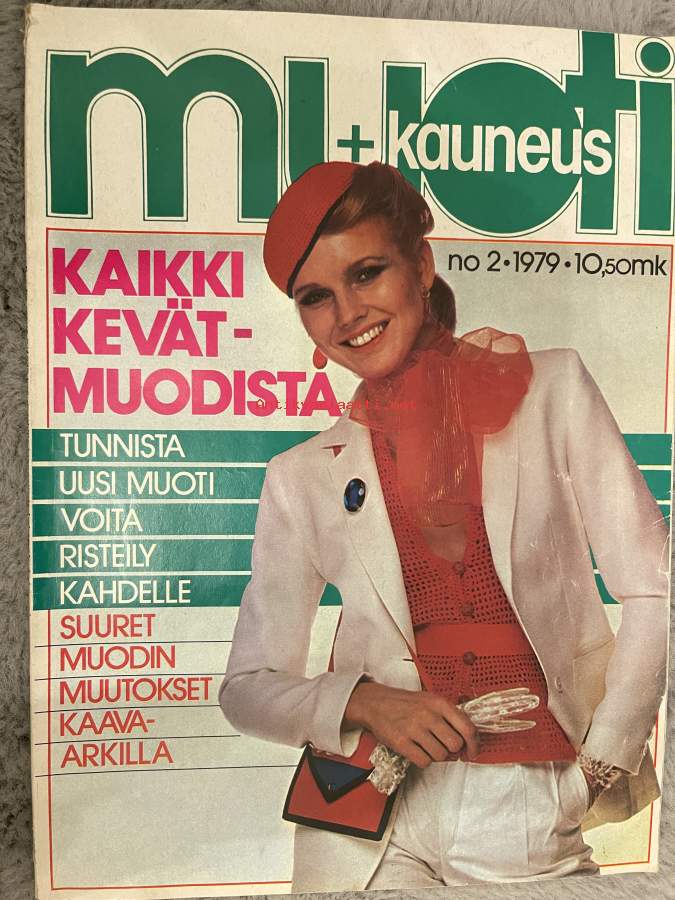 muoti
+ kauneus
no 2 • 1979 • 10,50mk
KAIKKI
KEVÄT-
MUODISTA
TUNNISTA
UUSI MUOTI
VOITA
RISTEILY
KAHDELLE
SUURET
MUODIN
MUUTOKSET
KAAVA-
ARKILLA